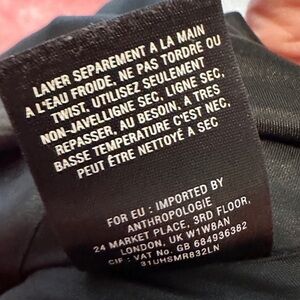 LAVER SEPAREMENT A LA MAIN
A L'EAU FROIDE. NE PAS TORDRE OU
TWIST. UTILISEZ SEULEMENT
NON-JAVELLIGNE SEC, LIGNE SEC,
REPASSER, AU BESOIN, A TRES
BASSE TEMPERATURE C'EST NEC,
PEUT ÊTRE NETTOYÉ A SEC
FOR EU : IMPORTED BY
ANTHROPOLOGIE
24 MARKET PLACE, 3RD FLOOR,
LONDON, UK W1W8AN
CIF : VAT No. GB 684936382
31UHSMR832LN